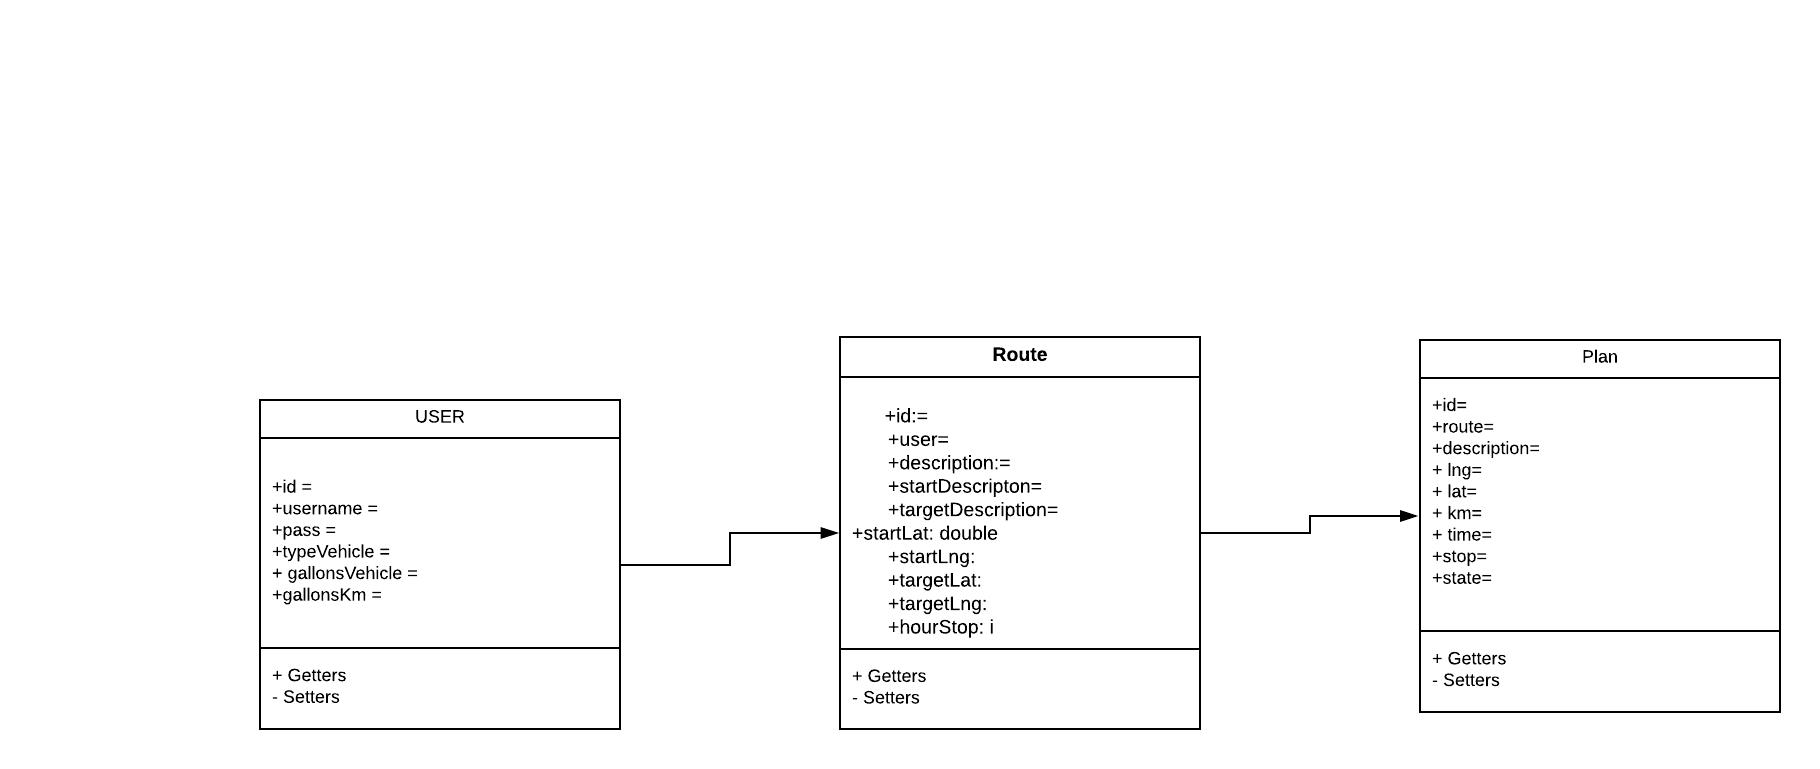 USER
+id =
+username =
+pass =
+typeVehicle =
+ gallonsVehicle =
+gallonsKm =
+ Getters
- Setters
Route
+id:=
+user=
+description:=
+startDescripton=
+targetDescription=
+startLat: double
+startLng:
+targetLat:
+targetLng:
+hourStop: i
+ Getters
- Setters
Plan
+id=
+route=
+description=
+ lng=
+ lat=
+ km=
+ time=
+stop=
+state=
+ Getters
- Setters